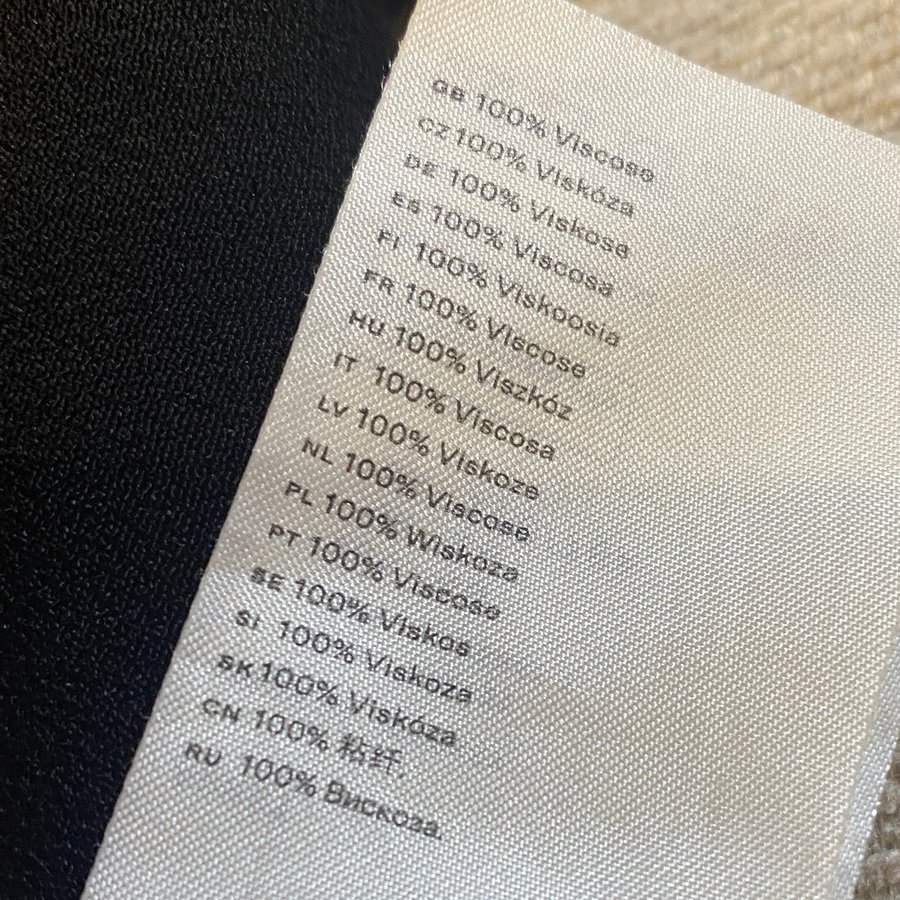 GB 100% Viscose
CZ 100% Viskóza
DE 100% Viskose
ES 100% Viscosa
FI 100% Viskoosia
FR 100% Viscose
HU 100% Viszkóz
IT 100% Viscosa
LV 100% Viskoze
NL 100% Viscose
PL 100% Wiskoza
PT 100% Viscose
SE 100% Viskos
SI 100% Viskoza
SK 100% Viskóza
CN 100% 粘纤.
RU 100% Вискоза.